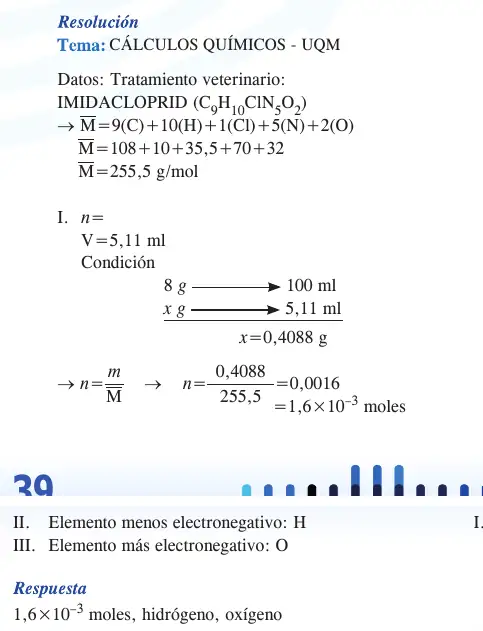 Resolución
Tema: CÁLCULOS QUÍMICOS - UQM
Datos: Tratamiento veterinario:
IMIDACLOPRID (C₉H₁₀ClN₅O₂)
→ M̅=9(C)+10(H)+1(Cl)+5(N)+2(O)
M̅=108+10+35,5+70+32
M̅=255,5 g/mol
I. n=
V=5,11 ml
Condición
8 g → 100 ml
x g → 5,11 ml
x=0,4088 g
→ n= m/M̅ → n= 0,4088/255,5 =0,0016
=1,6×10⁻³ moles
39
II. Elemento menos electronegativo: H I.
III. Elemento más electronegativo: O
Respuesta
1,6×10⁻³ moles, hidrógeno, oxígeno